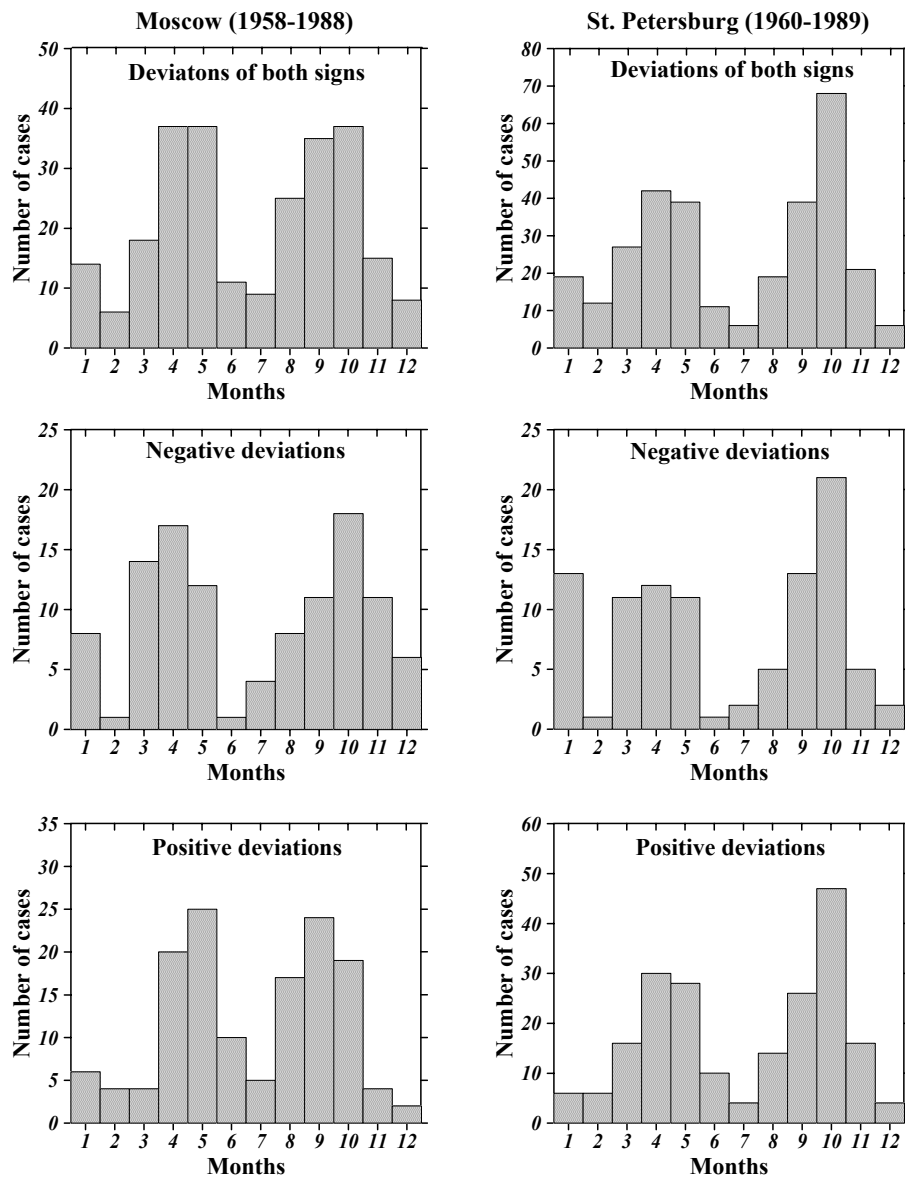 Moscow (1958-1988)
St. Petersburg (1960-1989)
Deviatons of both signs
Number of cases
50
40
30
20
10
0
1 2 3 4 5 6 7 8 9 10 11 12
Months
Deviations of both signs
Number of cases
80
70
60
50
40
30
20
10
0
1 2 3 4 5 6 7 8 9 10 11 12
Months
Negative deviations
Number of cases
25
20
15
10
5
0
1 2 3 4 5 6 7 8 9 10 11 12
Months
Negative deviations
Number of cases
25
20
15
10
5
0
1 2 3 4 5 6 7 8 9 10 11 12
Months
Positive deviations
Number of cases
35
30
25
20
15
10
5
0
1 2 3 4 5 6 7 8 9 10 11 12
Months
Positive deviations
Number of cases
60
50
40
30
20
10
0
1 2 3 4 5 6 7 8 9 10 11 12
Months